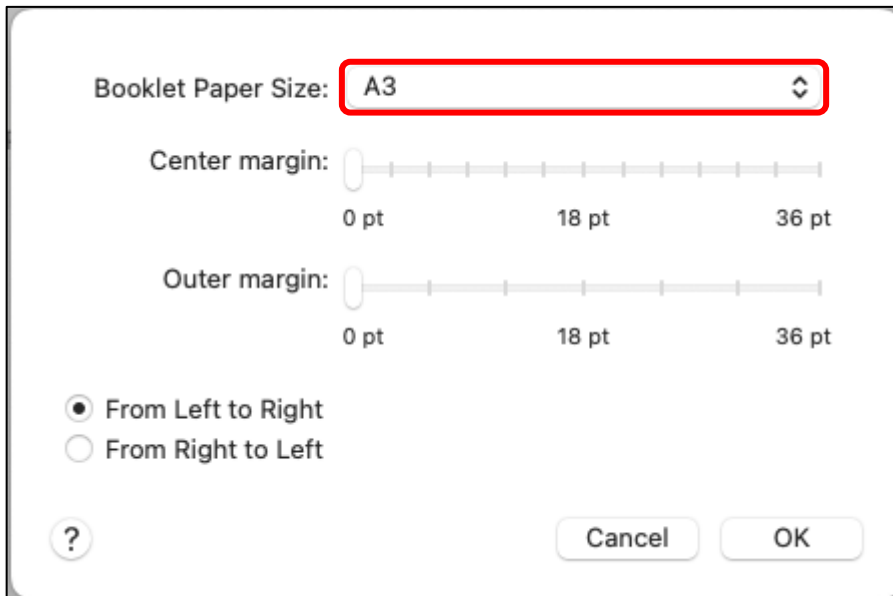 Booklet Paper Size: A3
Center margin:
0 pt 18 pt 36 pt
Outer margin:
0 pt 18 pt 36 pt
From Left to Right
From Right to Left
? Cancel OK